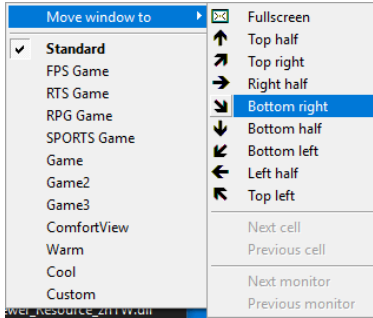 Move window to
Standard
FPS Game
RTS Game
RPG Game
SPORTS Game
Game
Game2
Game3
ComfortView
Warm
Cool
Custom
Fullscreen
Top half
Top right
Right half
Bottom right
Bottom half
Bottom left
Left half
Top left
Next cell
Previous cell
Next monitor
Previous monitor